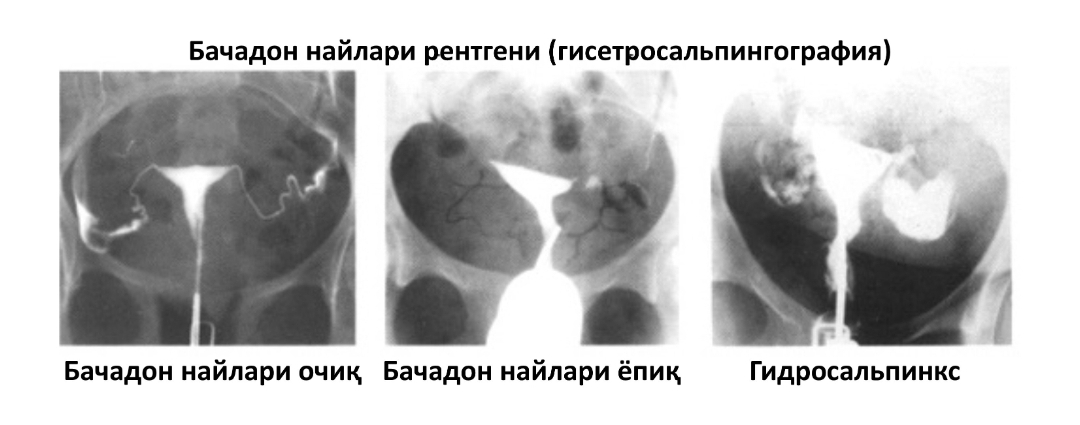 Бачадон найлари рентгени (гисетросальпингография)
Бачадон найлари очиқ
Бачадон найлари ёпиқ
Гидросальпинкс